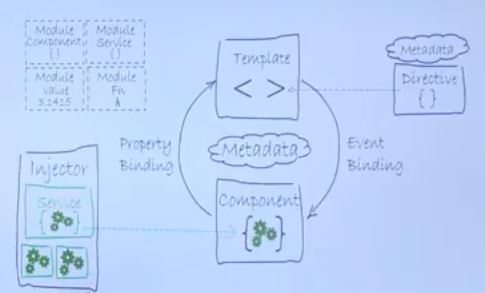 Module
Component
{ }
Module
Service
{ }
Module
value
3.1415
Module
Fn
λ
Template
< >
Metadata
Directive
{ }
Property
Binding
Metadata
Event
Binding
Injector
Service
{ }
Component
{ }